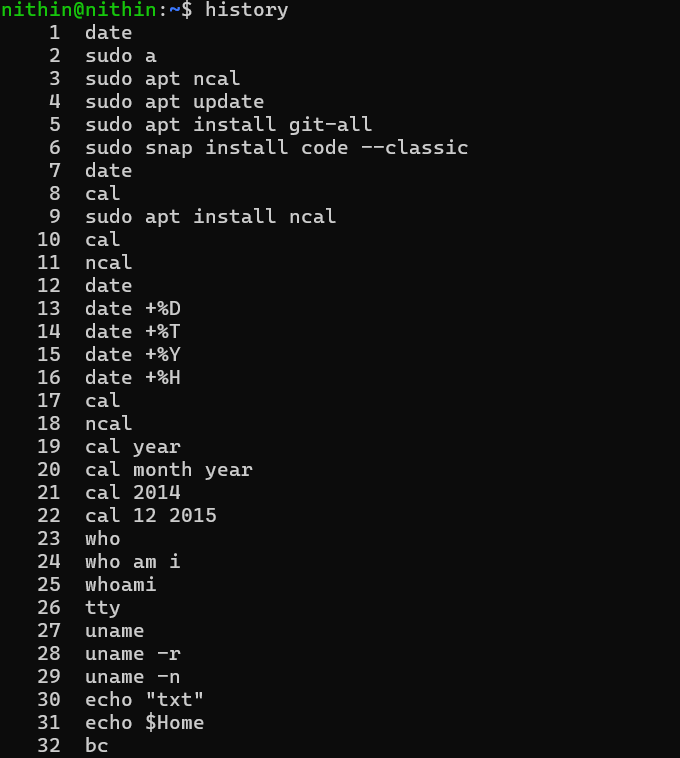 nithin@nithin:~$ history
1 date
2 sudo a
3 sudo apt ncal
4 sudo apt update
5 sudo apt install git-all
6 sudo snap install code --classic
7 date
8 cal
9 sudo apt install ncal
10 cal
11 ncal
12 date
13 date +%D
14 date +%T
15 date +%Y
16 date +%H
17 cal
18 ncal
19 cal year
20 cal month year
21 cal 2014
22 cal 12 2015
23 who
24 who am i
25 whoami
26 tty
27 uname
28 uname -r
29 uname -n
30 echo "txt"
31 echo $Home
32 bc